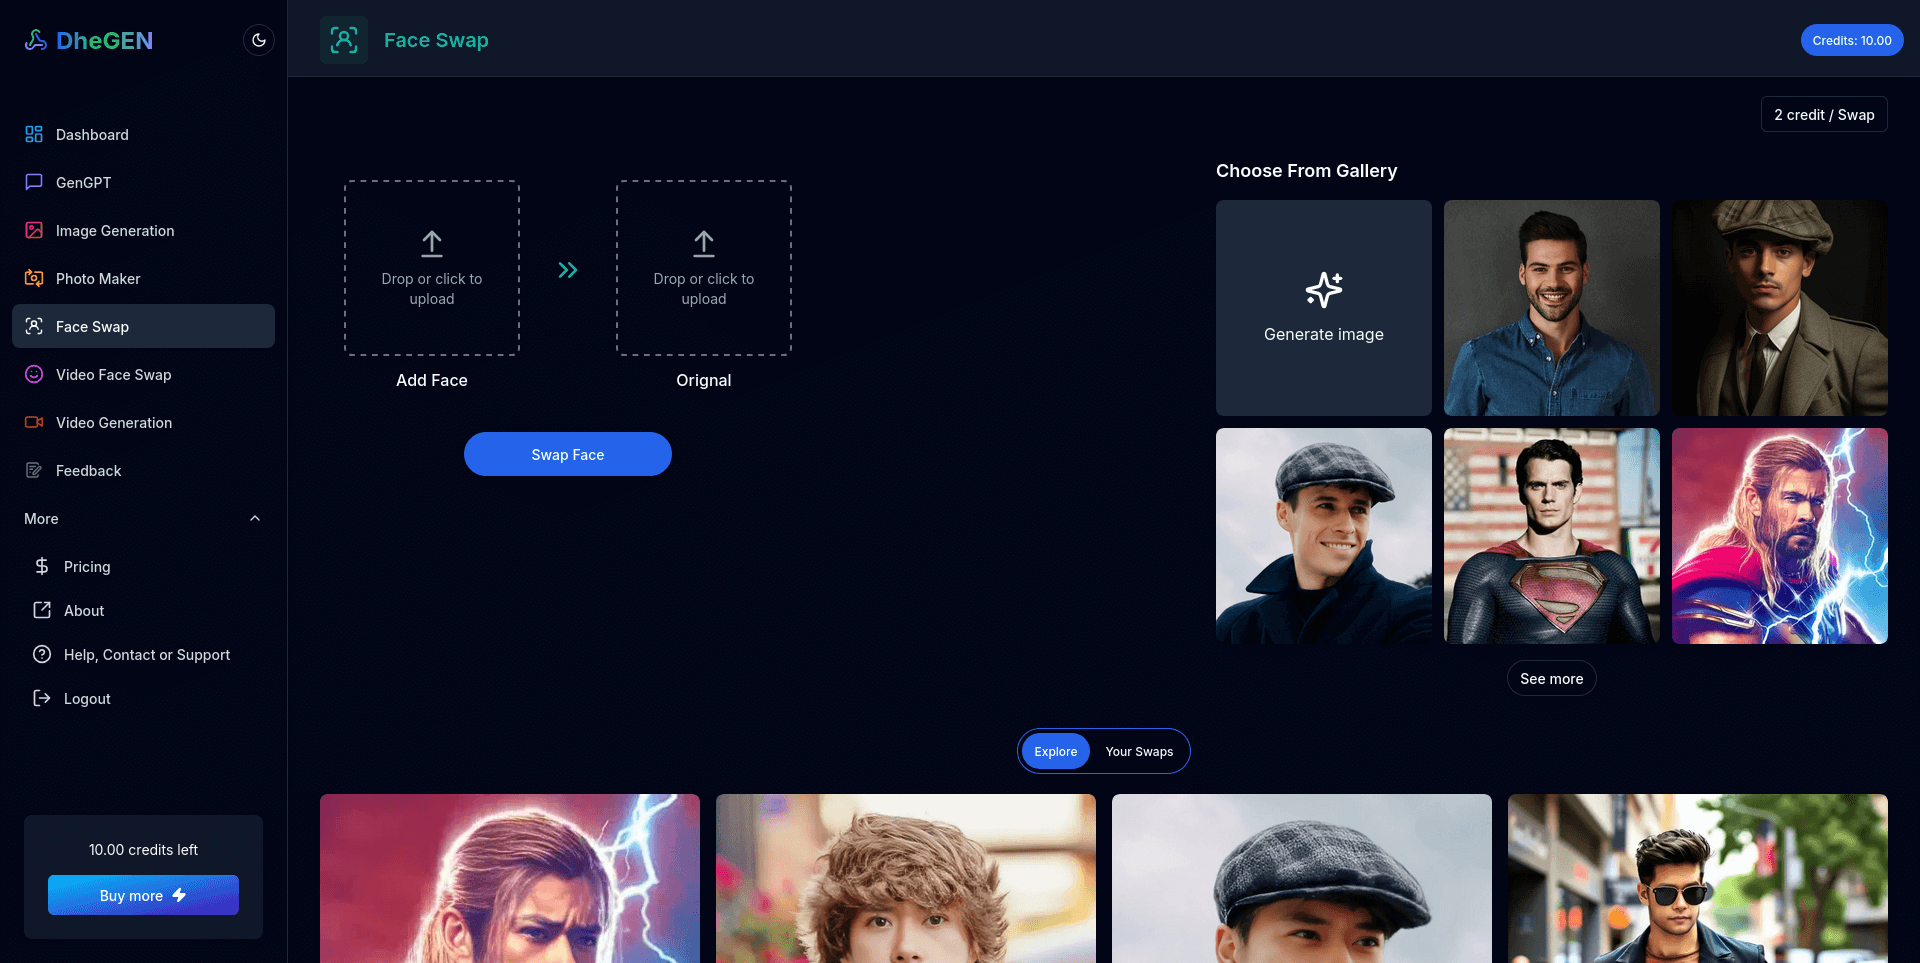 DheGEN
Dashboard
GenGPT
Image Generation
Photo Maker
Face Swap
Video Face Swap
Video Generation
Feedback
More
Pricing
About
Help, Contact or Support
Logout
10.00 credits left
Buy more
Face Swap
Credits: 10.00
2 credit / Swap
Drop or click to
upload
Add Face
Drop or click to
upload
Orignal
Swap Face
Choose From Gallery
Generate image
See more
Explore
Your Swaps